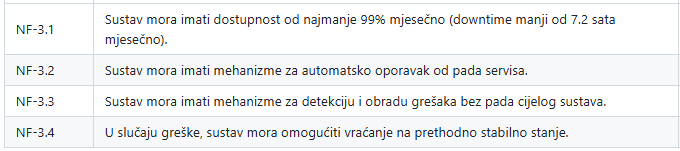 NF-3.1 Sustav mora imati dostupnost od najmanje 99% mjesečno (downtime manji od 7.2 sata
mjesečno).
NF-3.2 Sustav mora imati mehanizme za automatsko oporavak od pada servisa.
NF-3.3 Sustav mora imati mehanizme za detekciju i obradu grešaka bez pada cijelog sustava.
NF-3.4 U slučaju greške, sustav mora omogućiti vraćanje na prethodno stabilno stanje.